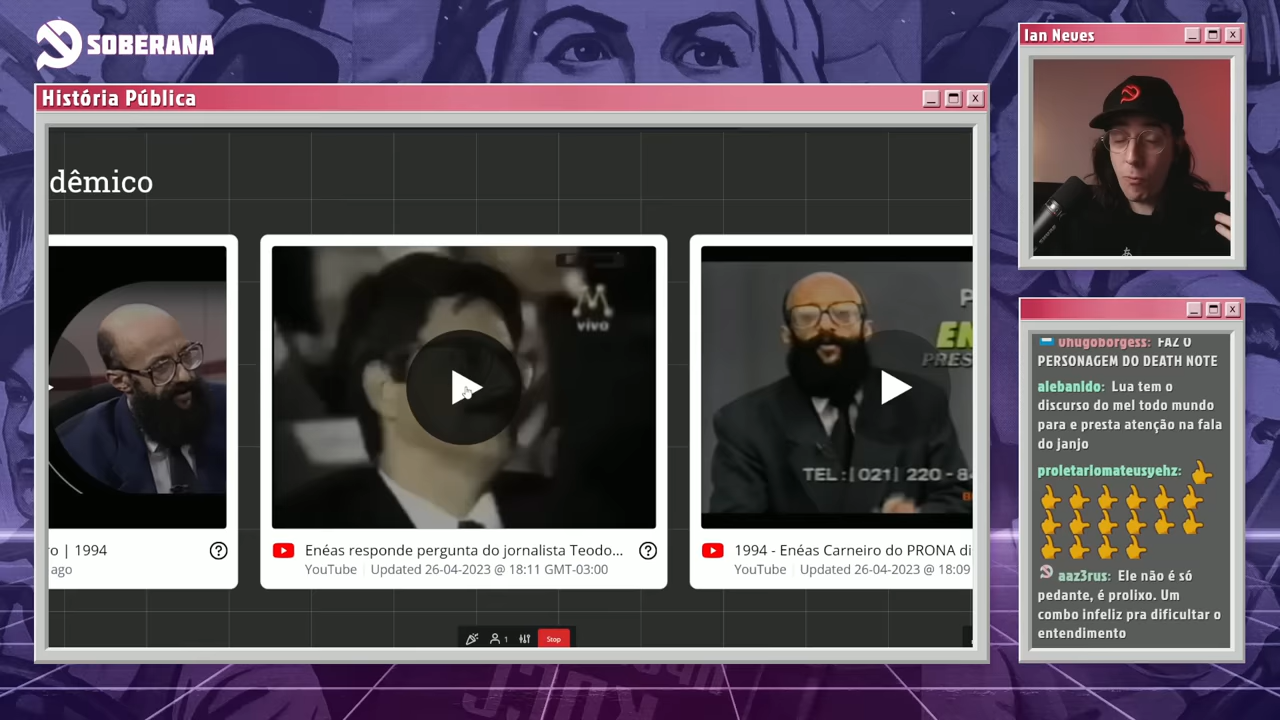 SOBERANA
História Pública
dêmico
vivo
P
EN
PRES
TEL:|021| 220-8
o | 1994
ago
Enéas responde pergunta do jornalista Teodo...
YouTube Updated 26-04-2023 @ 18:11 GMT-03:00
1994 - Enéas Carneiro do PRONA di
YouTube Updated 26-04-2023 @ 18:09
1
Stop
Ian Neves
Uhugoborgess: FAZ O
PERSONAGEM DO DEATH NOTE
alebanldo: Lua tem o
discurso do mel todo mundo
para e presta atenção na fala
do janjo
proletariomateusyehz:
aaz3rus: Ele não é só
pedante, é prolixo. Um
combo infeliz pra dificultar o
entendimento